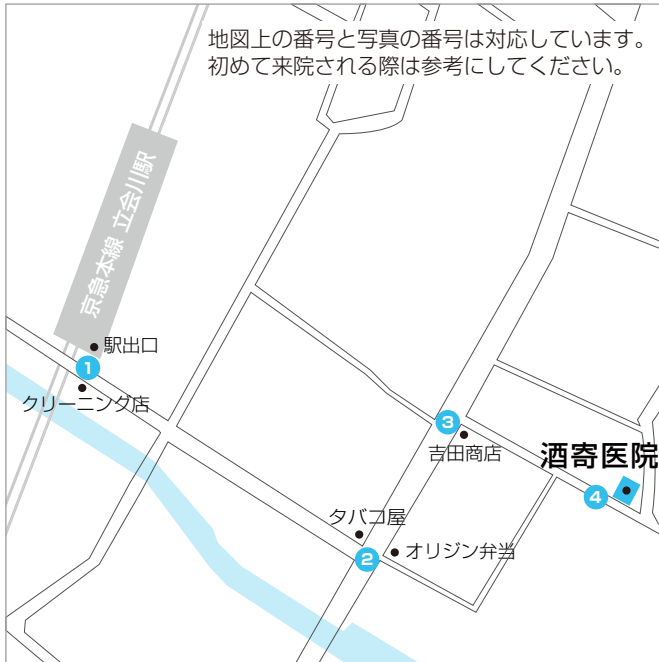 地図上の番号と写真の番号は対応しています。
初めて来院される際は参考にしてください。
京急本線 立会川駅
駅出口
1
クリーニング店
3
吉田商店
酒寄医院
4
タバコ屋
2
オリジン弁当